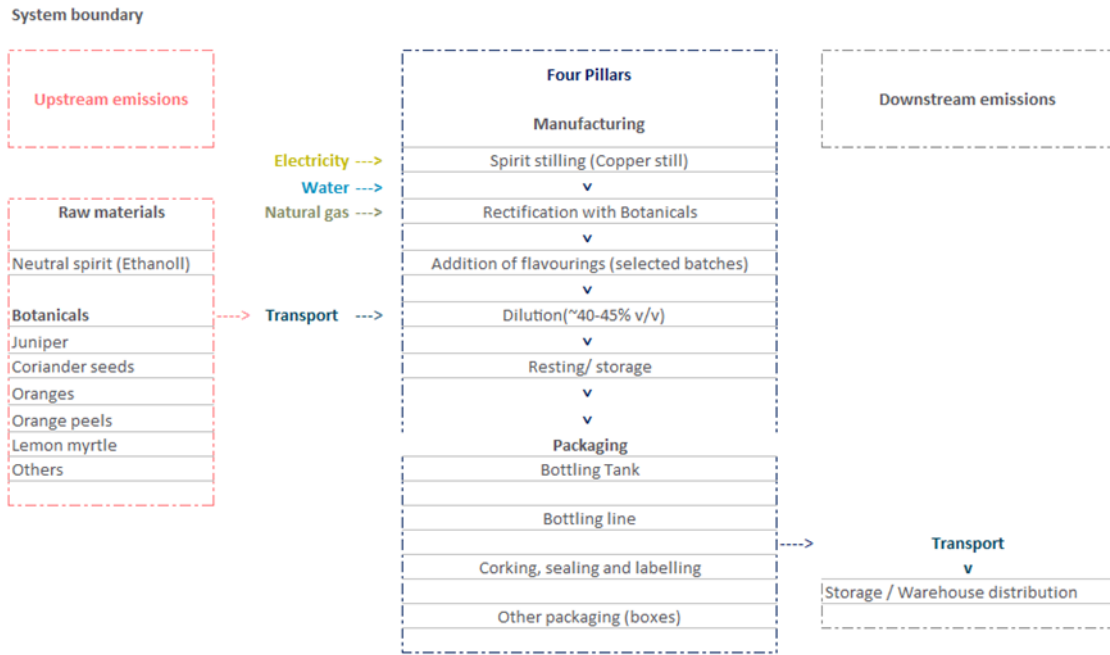 System boundary
Upstream emissions
Four Pillars
Downstream emissions
Manufacturing
Electricity --->
Spirit stilling (Copper still)
Water --->
v
Raw materials
Natural gas --->
Rectification with Botanicals
v
Neutral spirit (Ethanoll)
Addition of flavourings (selected batches)
v
Botanicals
----> Transport --->
Dilution(~40-45% v/v)
Juniper
v
Coriander seeds
Resting/ storage
Oranges
v
Orange peels
v
Lemon myrtle
Packaging
Others
Bottling Tank
Bottling line
---->
Transport
Corking, sealing and labelling
v
Storage / Warehouse distribution
Other packaging (boxes)